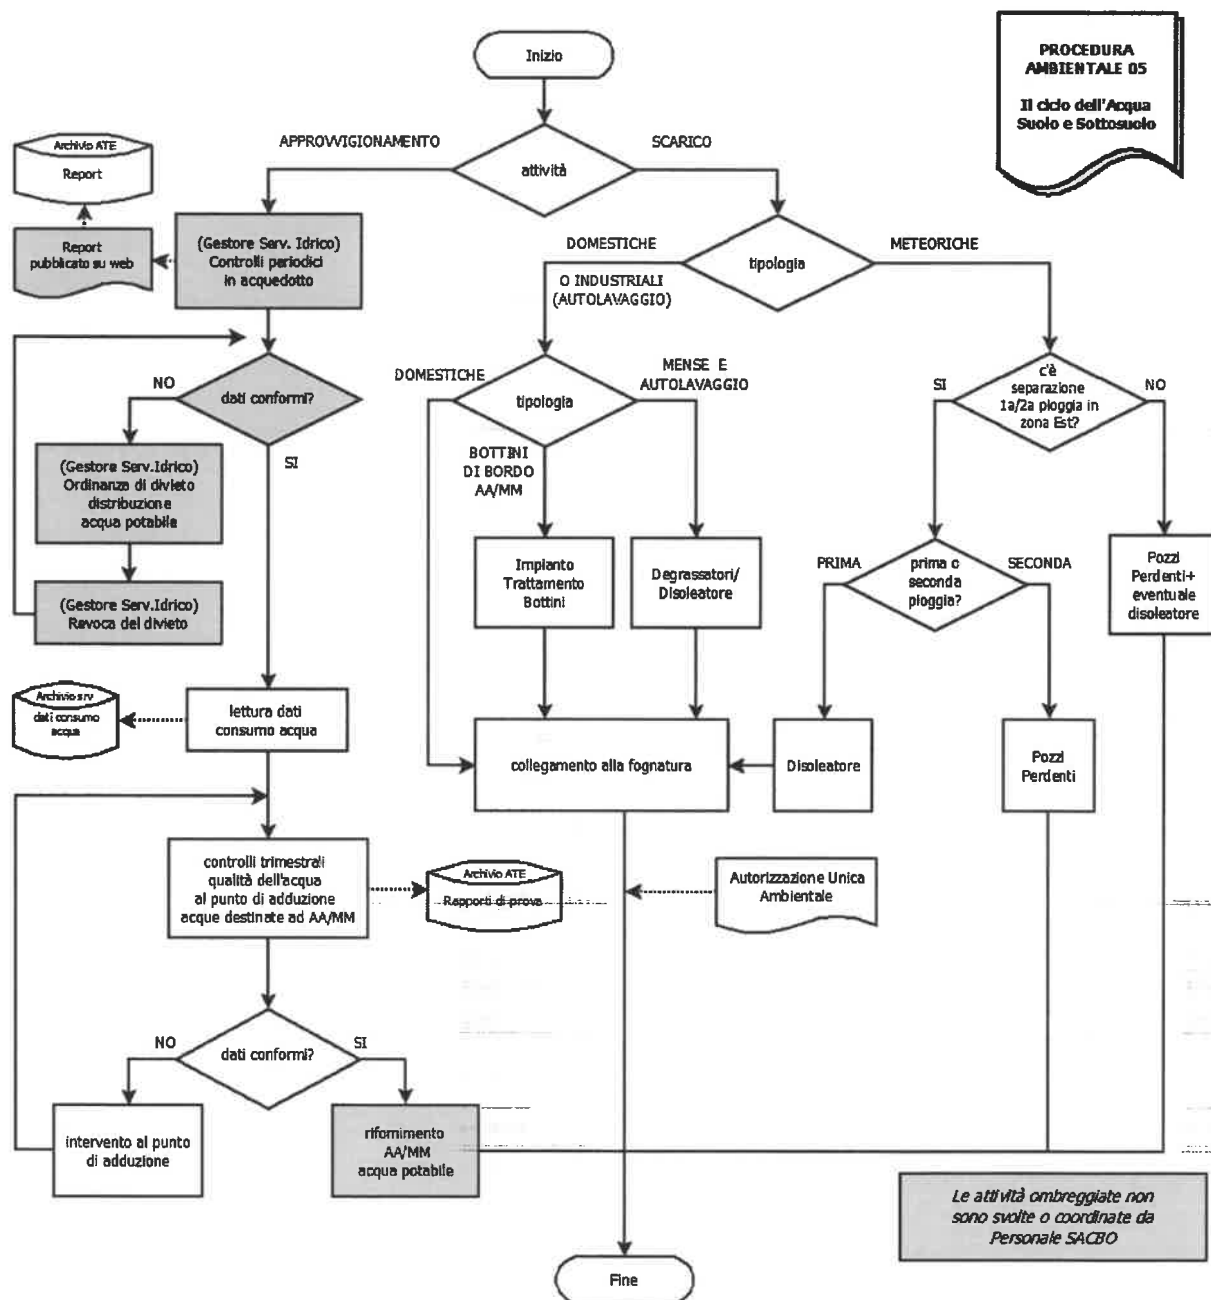 Inizio
PROCEDURA
AMBIENTALE 05
Il ciclo dell'Acqua
Suolo e Sottosuolo
APPROVVIGIONAMENTO
SCARICO
attività
Archivio ATE
Report
Report
pubblicato su web
(Gestore Serv. Idrico)
Controlli periodici
in acquedotto
DOMESTICHE
O INDUSTRIALI
(AUTOLAVAGGIO)
tipologia
METEORICHE
NO
dati conformi?
SI
DOMESTICHE
tipologia
MENSE E
AUTOLAVAGGIO
BOTTINI
DI BORDO
AA/MM
SI
c'è
separazione
1a/2a pioggia in
zona Est?
NO
(Gestore Serv.Idrico)
Ordinanza di divieto
distribuzione
acqua potabile
(Gestore Serv.Idrico)
Revoca del divieto
Impianto
Trattamento
Bottini
Degrassatori/
Disoleatore
PRIMA
prima o
seconda
pioggia?
SECONDA
Pozzi
Perdenti+
eventuale
disoleatore
Archivio srv
dati consumo
acqua
lettura dati
consumo acqua
collegamento alla fognatura
Disoleatore
Pozzi
Perdenti
controlli trimestrali
qualità dell'acqua
al punto di adduzione
acque destinate ad AA/MM
Archivio ATE
Rapporti di prova
Autorizzazione Unica
Ambientale
NO
dati conformi?
SI
intervento al punto
di adduzione
rifornimento
AA/MM
acqua potabile
Le attività ombreggiate non
sono svolte o coordinate da
Personale SACBO
Fine